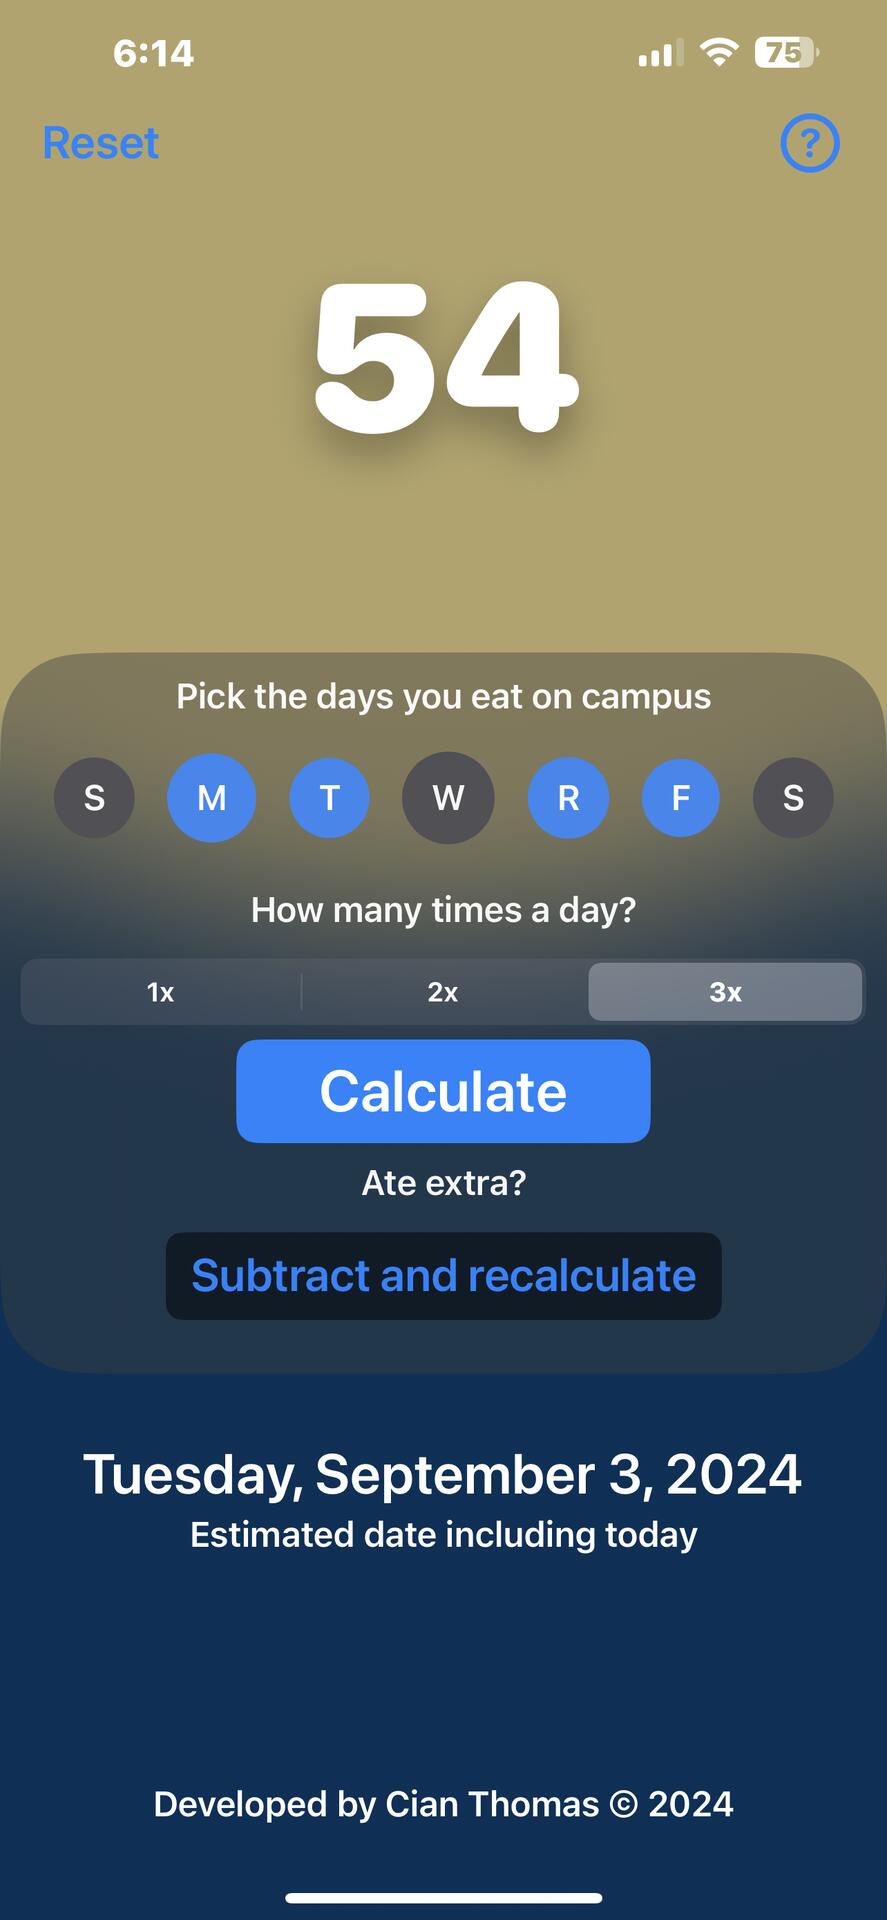 6:14
75
Reset
?
54
Pick the days you eat on campus
S M T W R F S
How many times a day?
1x 2x 3x
Calculate
Ate extra?
Subtract and recalculate
Tuesday, September 3, 2024
Estimated date including today
Developed by Cian Thomas © 2024